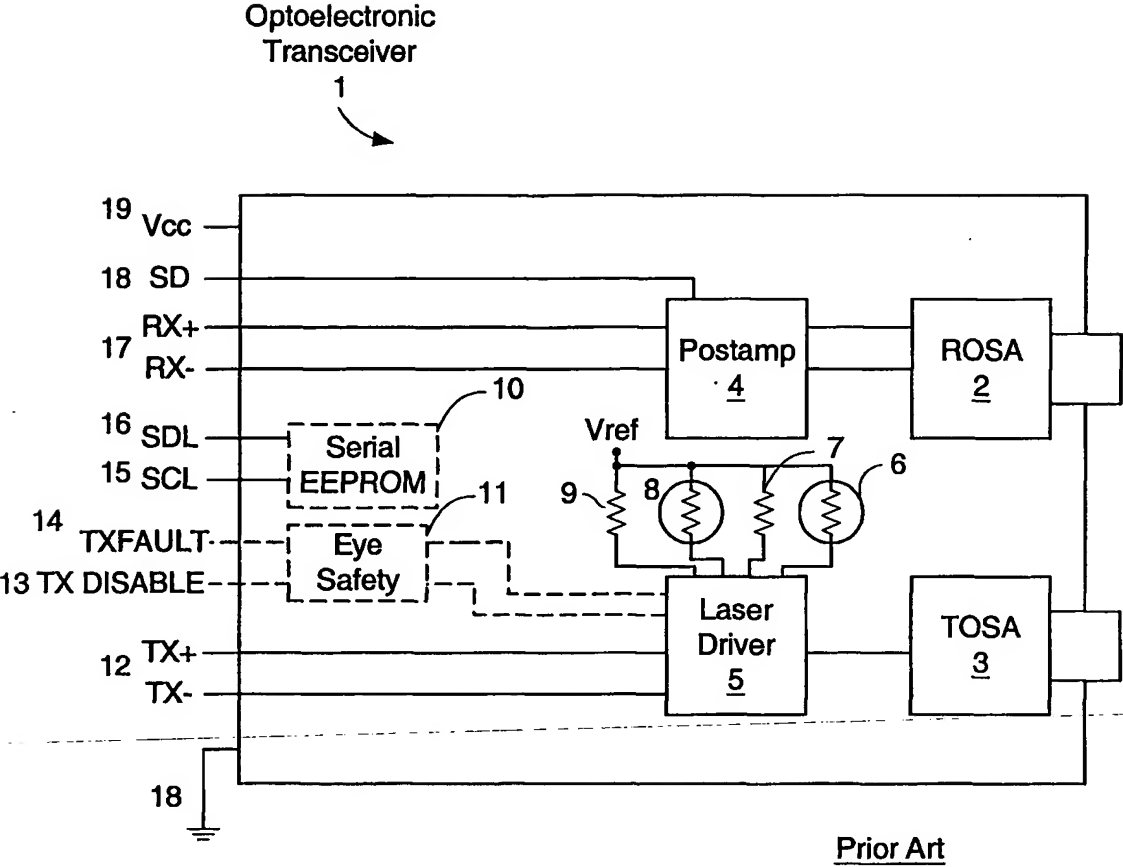 Optoelectronic
Transceiver
1
19 Vcc
18 SD
RX+
17
RX-
Postamp
4
ROSA
2
10
16 SDL
15 SCL
Serial
EEPROM
Vref
9
8
7
6
11
14
TXFAULT
13 TX DISABLE
Eye
Safety
Laser
Driver
5
TOSA
3
12 TX+
TX-
18
Prior Art